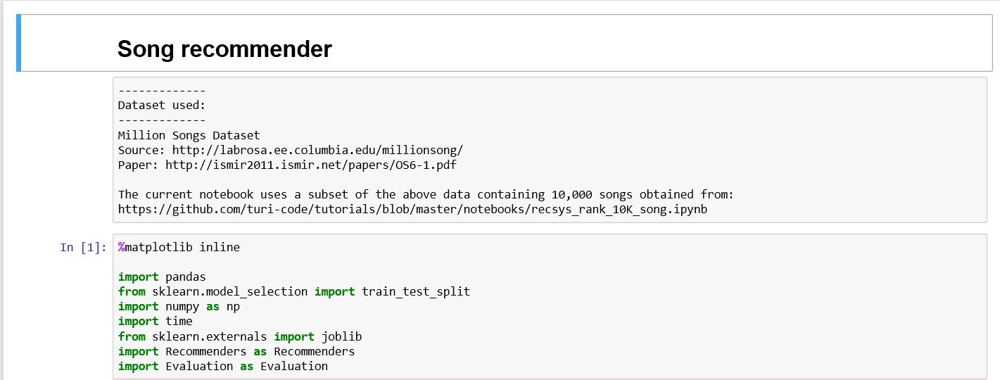 Song recommender
-------------
Dataset used:
-------------
Million Songs Dataset
Source: http://labrosa.ee.columbia.edu/millionsong/
Paper: http://ismir2011.ismir.net/papers/OS6-1.pdf
The current notebook uses a subset of the above data containing 10,000 songs obtained from:
https://github.com/turi-code/tutorials/blob/master/notebooks/recsys_rank_10K_song.ipynb
In [1]: %matplotlib inline
import pandas
from sklearn.model_selection import train_test_split
import numpy as np
import time
from sklearn.externals import joblib
import Recommenders as Recommenders
import Evaluation as Evaluation